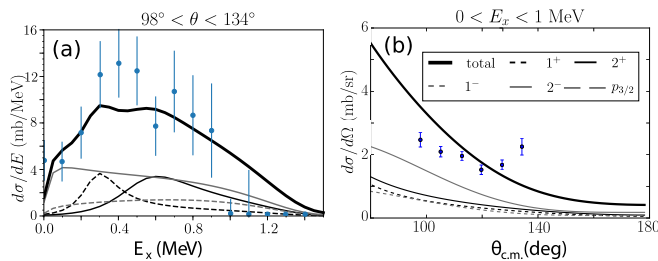 98° < θ < 134°
(a)
16
12
8
4
0
dσ/dE (mb/MeV)
0.0 0.4 0.8 1.2
E_x (MeV)
0 < E_x < 1 MeV
(b)
6
4
2
0
dσ/dΩ (mb/sr)
total 1⁺ 2⁺
1⁻ 2⁻ p_{3/2}
100 140 180
θ_{c.m.}(deg)